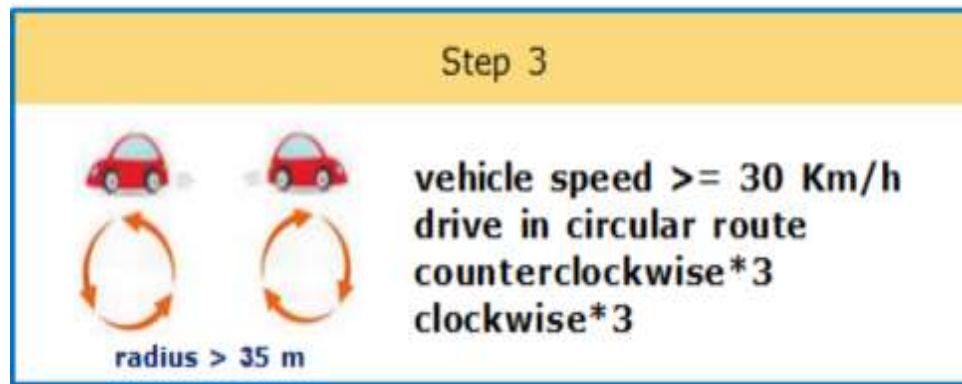 Step 3
vehicle speed >= 30 Km/h
drive in circular route
counterclockwise*3
clockwise*3
radius > 35 m